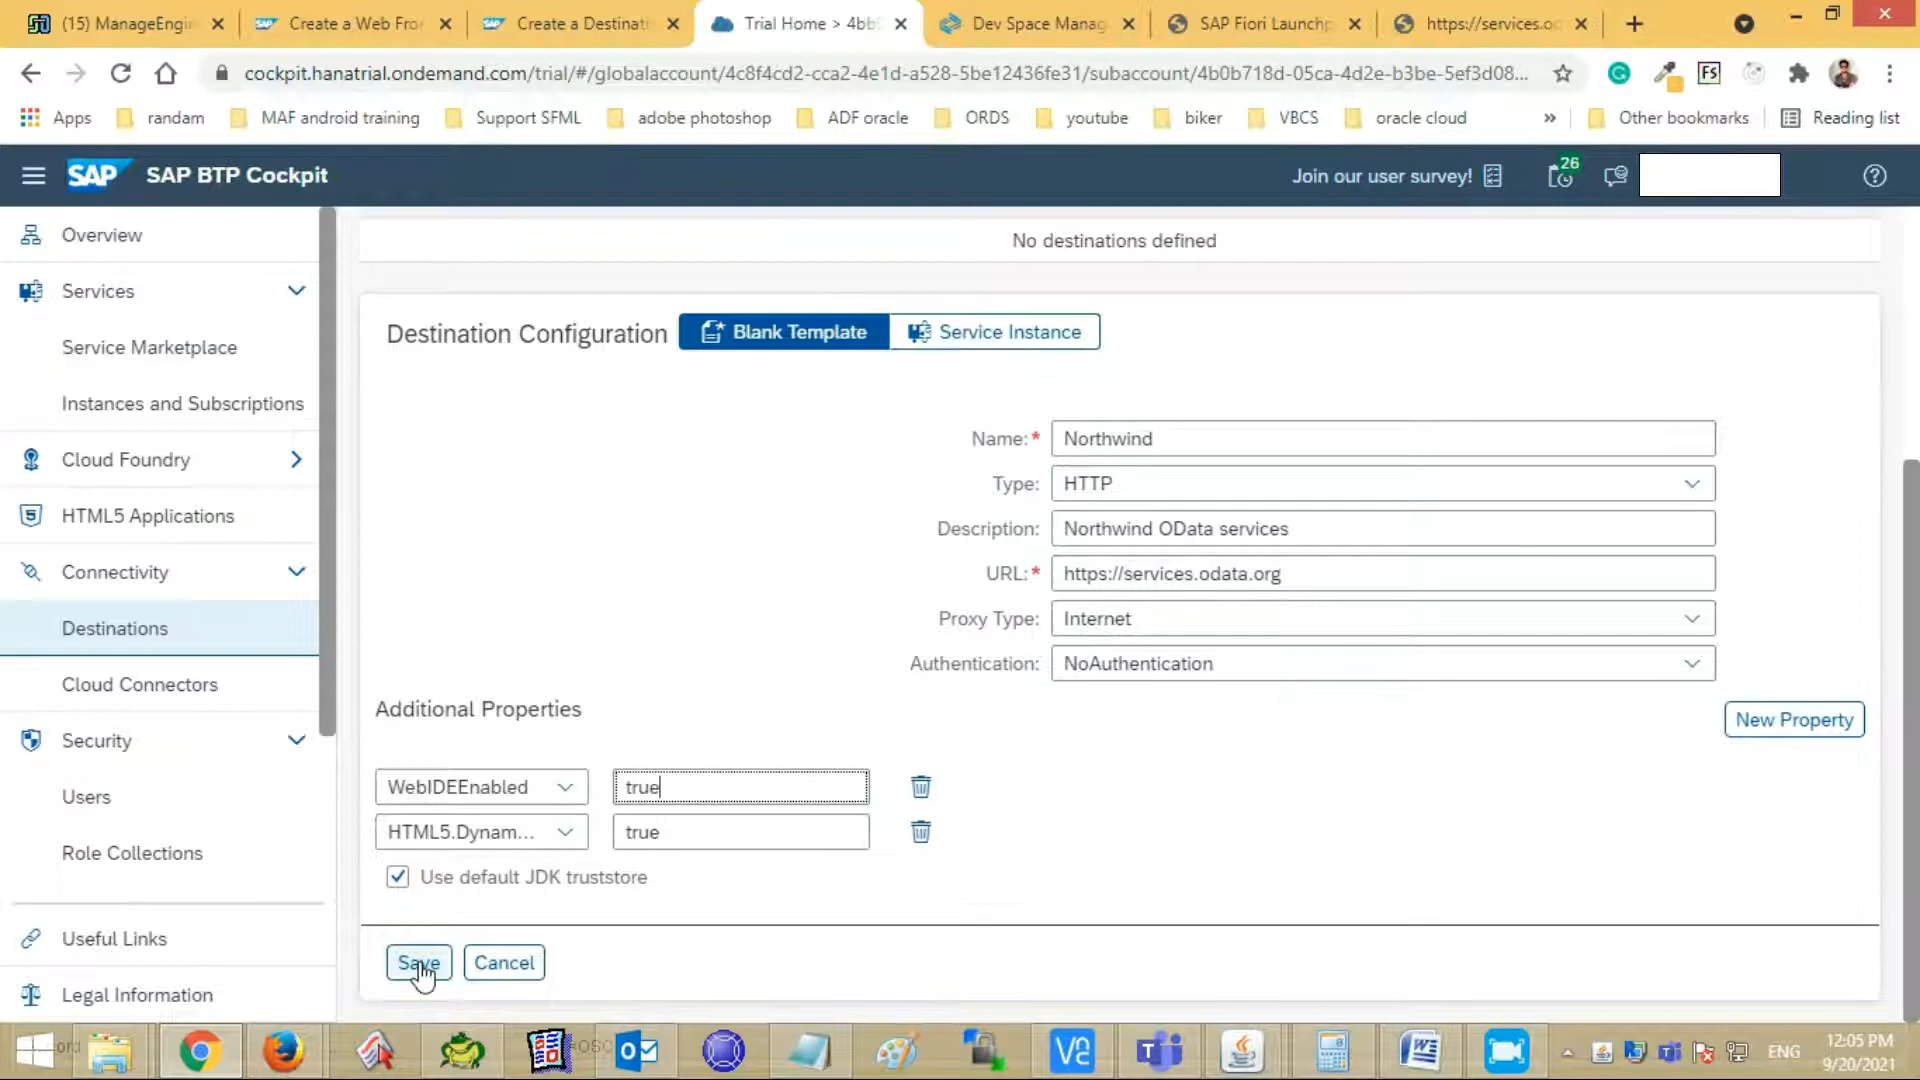 (15) ManageEngin
Create a Web Fro
Create a Destinati
Trial Home > 4bb
Dev Space Manag
SAP Fiori Launchp
https://services.od
cockpit.hanatrial.ondemand.com/trial/#/globalaccount/4c8f4cd2-cca2-4e1d-a528-5be12436fe31/subaccount/4b0b718d-05ca-4d2e-b3be-5ef3d08...
Apps
randam
MAF android training
Support SFML
adobe photoshop
ADF oracle
ORDS
youtube
biker
VBCS
oracle cloud
»
Other bookmarks
Reading list
SAP
SAP BTP Cockpit
Join our user survey!
26
Overview
Services
Service Marketplace
Instances and Subscriptions
Cloud Foundry
HTML5 Applications
Connectivity
Destinations
Cloud Connectors
Security
Users
Role Collections
Useful Links
Legal Information
No destinations defined
Destination Configuration
Blank Template
Service Instance
Name:* Northwind
Type: HTTP
Description: Northwind OData services
URL:* https://services.odata.org
Proxy Type: Internet
Authentication: NoAuthentication
Additional Properties
New Property
WebIDEEnabled true
HTML5.Dynam... true
Use default JDK truststore
Save
Cancel
ENG
12:05 PM
9/20/2021